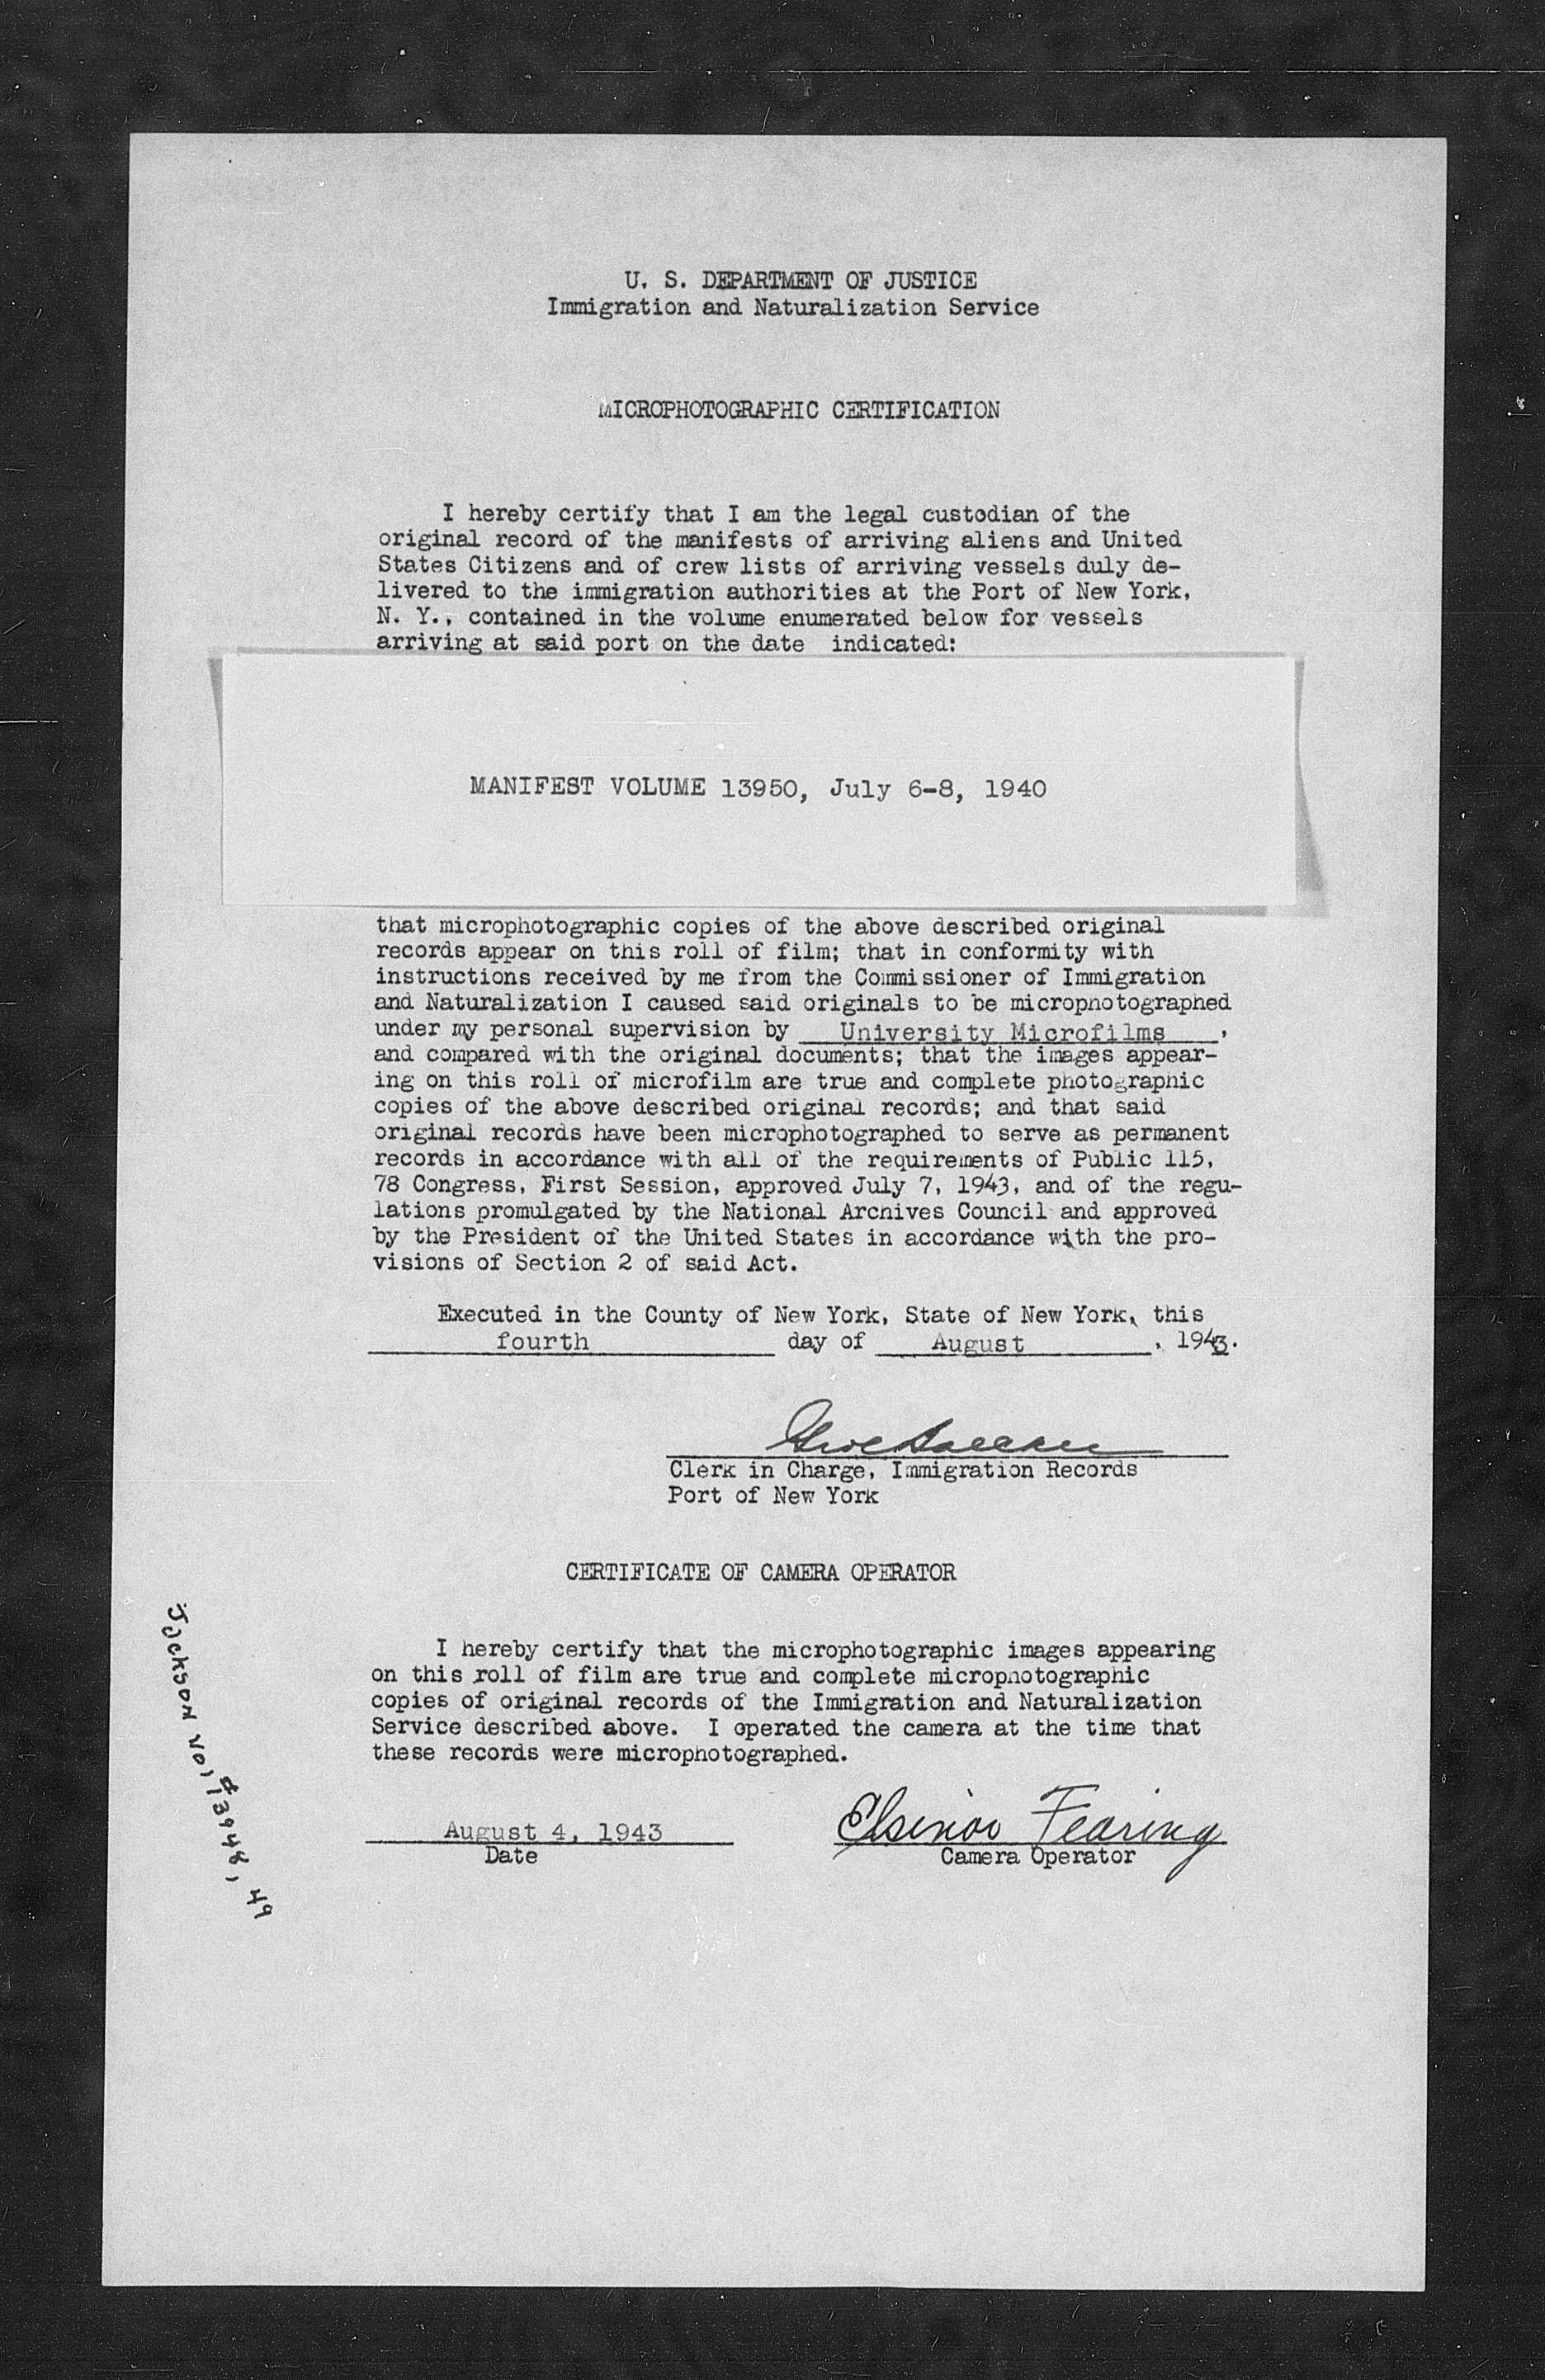 U. S. DEPARTMENT OF JUSTICE
Immigration and Naturalization Service
MICROPHOTOGRAPHIC CERTIFICATION
I hereby certify that I am the legal custodian of the
original record of the manifests of arriving aliens and United
States Citizens and of crew lists of arriving vessels duly de-
livered to the immigration authorities at the Port of New York,
N. Y., contained in the volume enumerated below for vessels
arriving at said port on the date indicated:
MANIFEST VOLUME 13950, July 6-8, 1940
that microphotographic copies of the above described original
records appear on this roll of film; that in conformity with
instructions received by me from the Commissioner of Immigration
and Naturalization I caused said originals to be microphotographed
under my personal supervision by University Microfilms,
and compared with the original documents; that the images appear-
ing on this roll of microfilm are true and complete photographic
copies of the above described original records; and that said
original records have been microphotographed to serve as permanent
records in accordance with all of the requirements of Public 115,
78 Congress, First Session, approved July 7, 1943, and of the regu-
lations promulgated by the National Archives Council and approved
by the President of the United States in accordance with the pro-
visions of Section 2 of said Act.
Executed in the County of New York, State of New York, this
fourth day of August, 1943.
Clerk in Charge, Immigration Records
Port of New York
CERTIFICATE OF CAMERA OPERATOR
I hereby certify that the microphotographic images appearing
on this roll of film are true and complete microphotographic
copies of original records of the Immigration and Naturalization
Service described above. I operated the camera at the time that
these records were microphotographed.
August 4, 1943 Elsinor Fearing
Date Camera Operator
Jackson Vol, #13948, 49